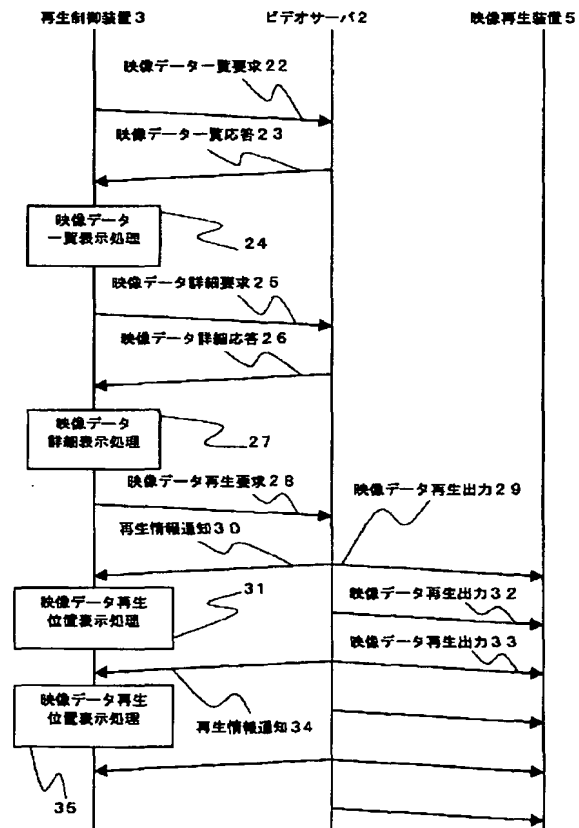 再生制御装置3
ビデオサーバ2
映像再生装置5
映像データ一覧要求22
映像データ一覧応答23
映像データ
一覧表示処理
24
映像データ詳細要求25
映像データ詳細応答26
映像データ
詳細表示処理
27
映像データ再生要求28
映像データ再生出力29
再生情報通知30
映像データ再生
位置表示処理
31
映像データ再生出力32
映像データ再生出力33
映像データ再生
位置表示処理
再生情報通知34
35